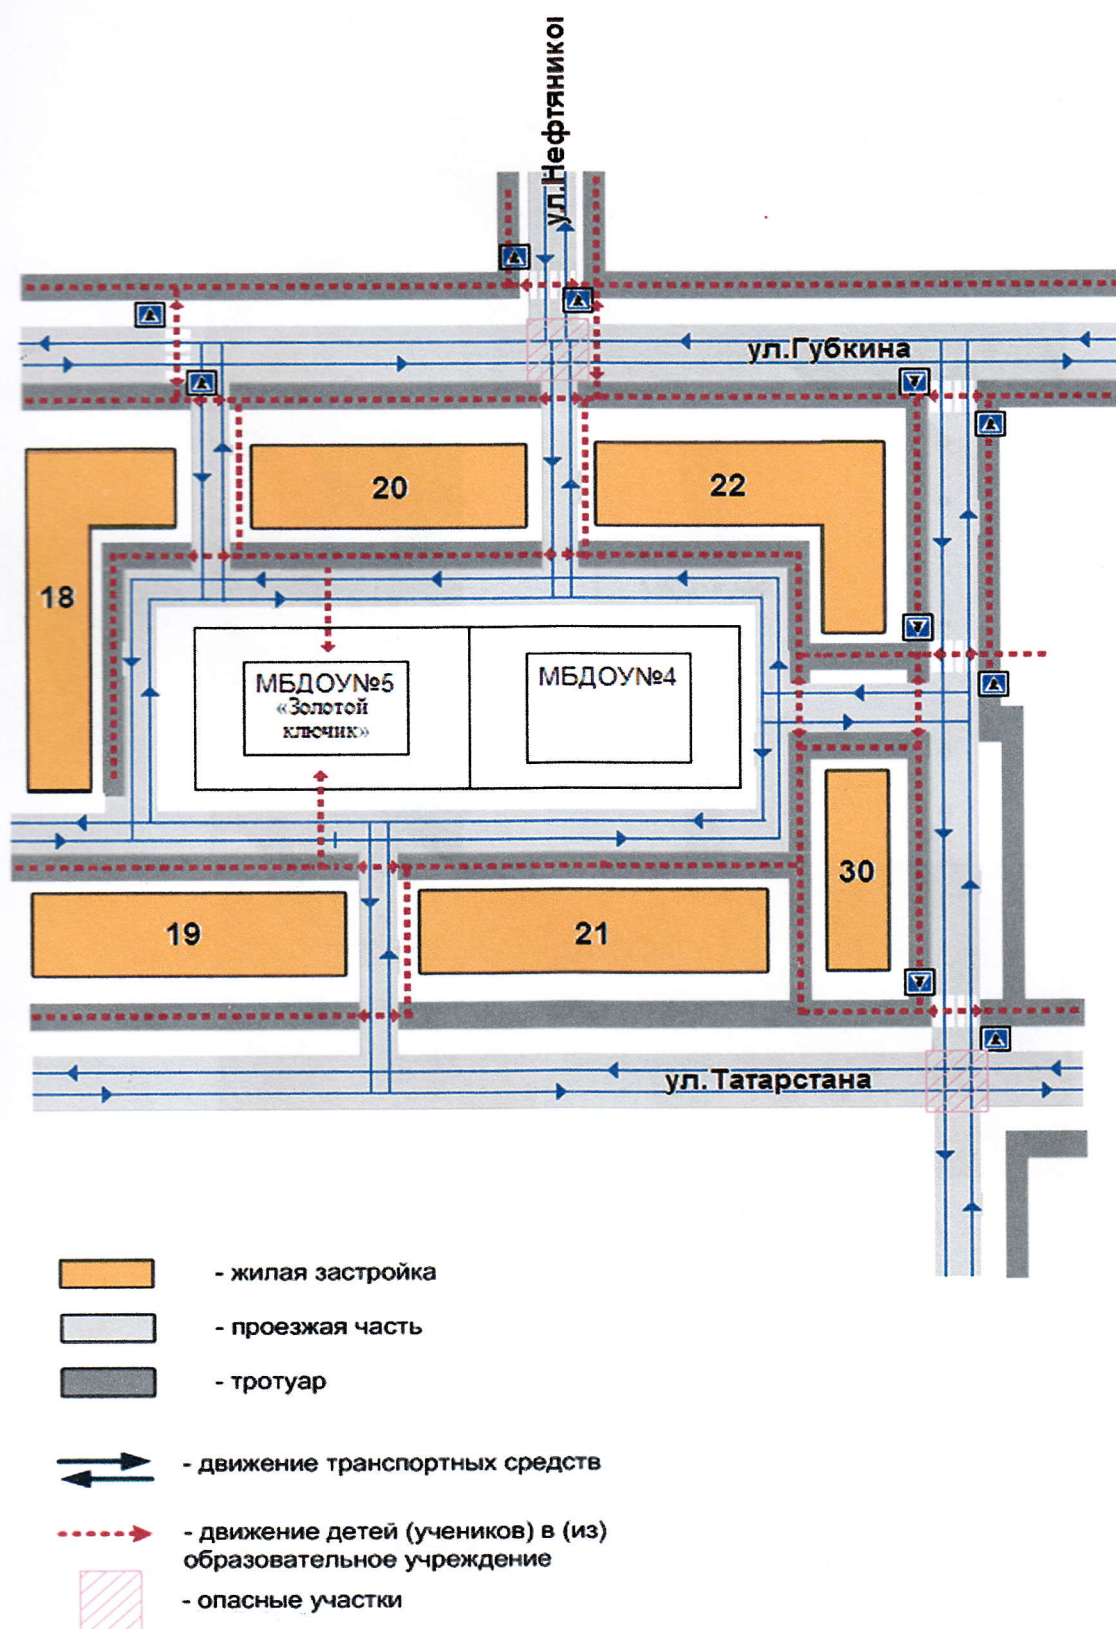 ул.Нефтянико
ул.Губкина
20
22
18
МБДОУ№5
«Золотой
ключик»
МБДОУ№4
30
19
21
ул.Татарстана
- жилая застройка
- проезжая часть
- тротуар
- движение транспортных средств
- движение детей (учеников) в (из)
образовательное учреждение
- опасные участки